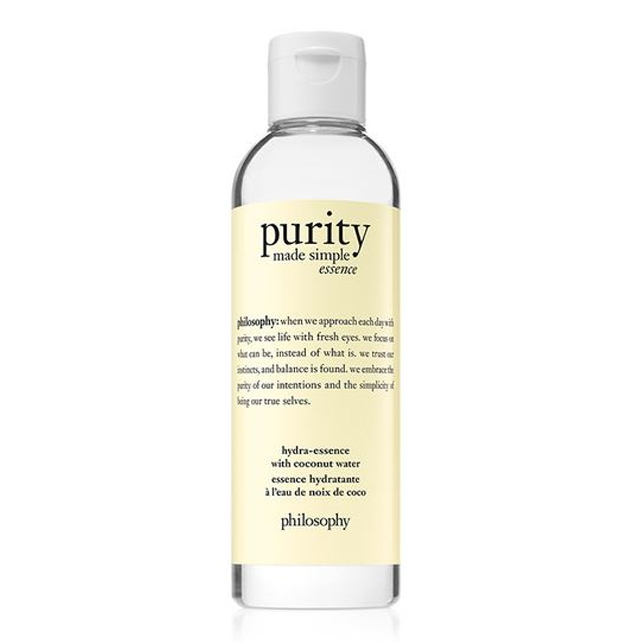 purity
made simple
essence
philosophy: when we approach each day with
purity, we see life with fresh eyes. we focus on
what can be, instead of what is. we trust our
instincts, and balance is found. we embrace the
purity of our intentions and the simplicity of
being our true selves.
hydra-essence
with coconut water
essence hydratante
à l'eau de noix de coco
philosophy